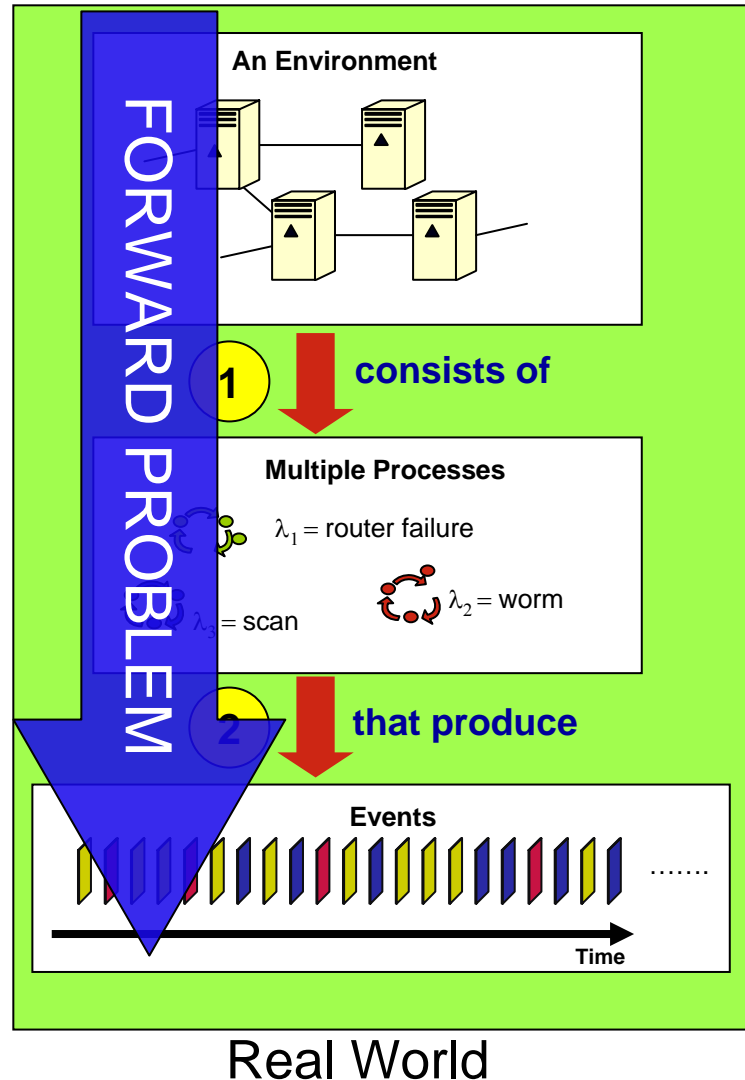 An Environment
FORWARD PROBLEM
1
consists of
Multiple Processes
λ1 = router failure
λ2 = worm
λ3 = scan
2
that produce
Events
.......
Time
Real World